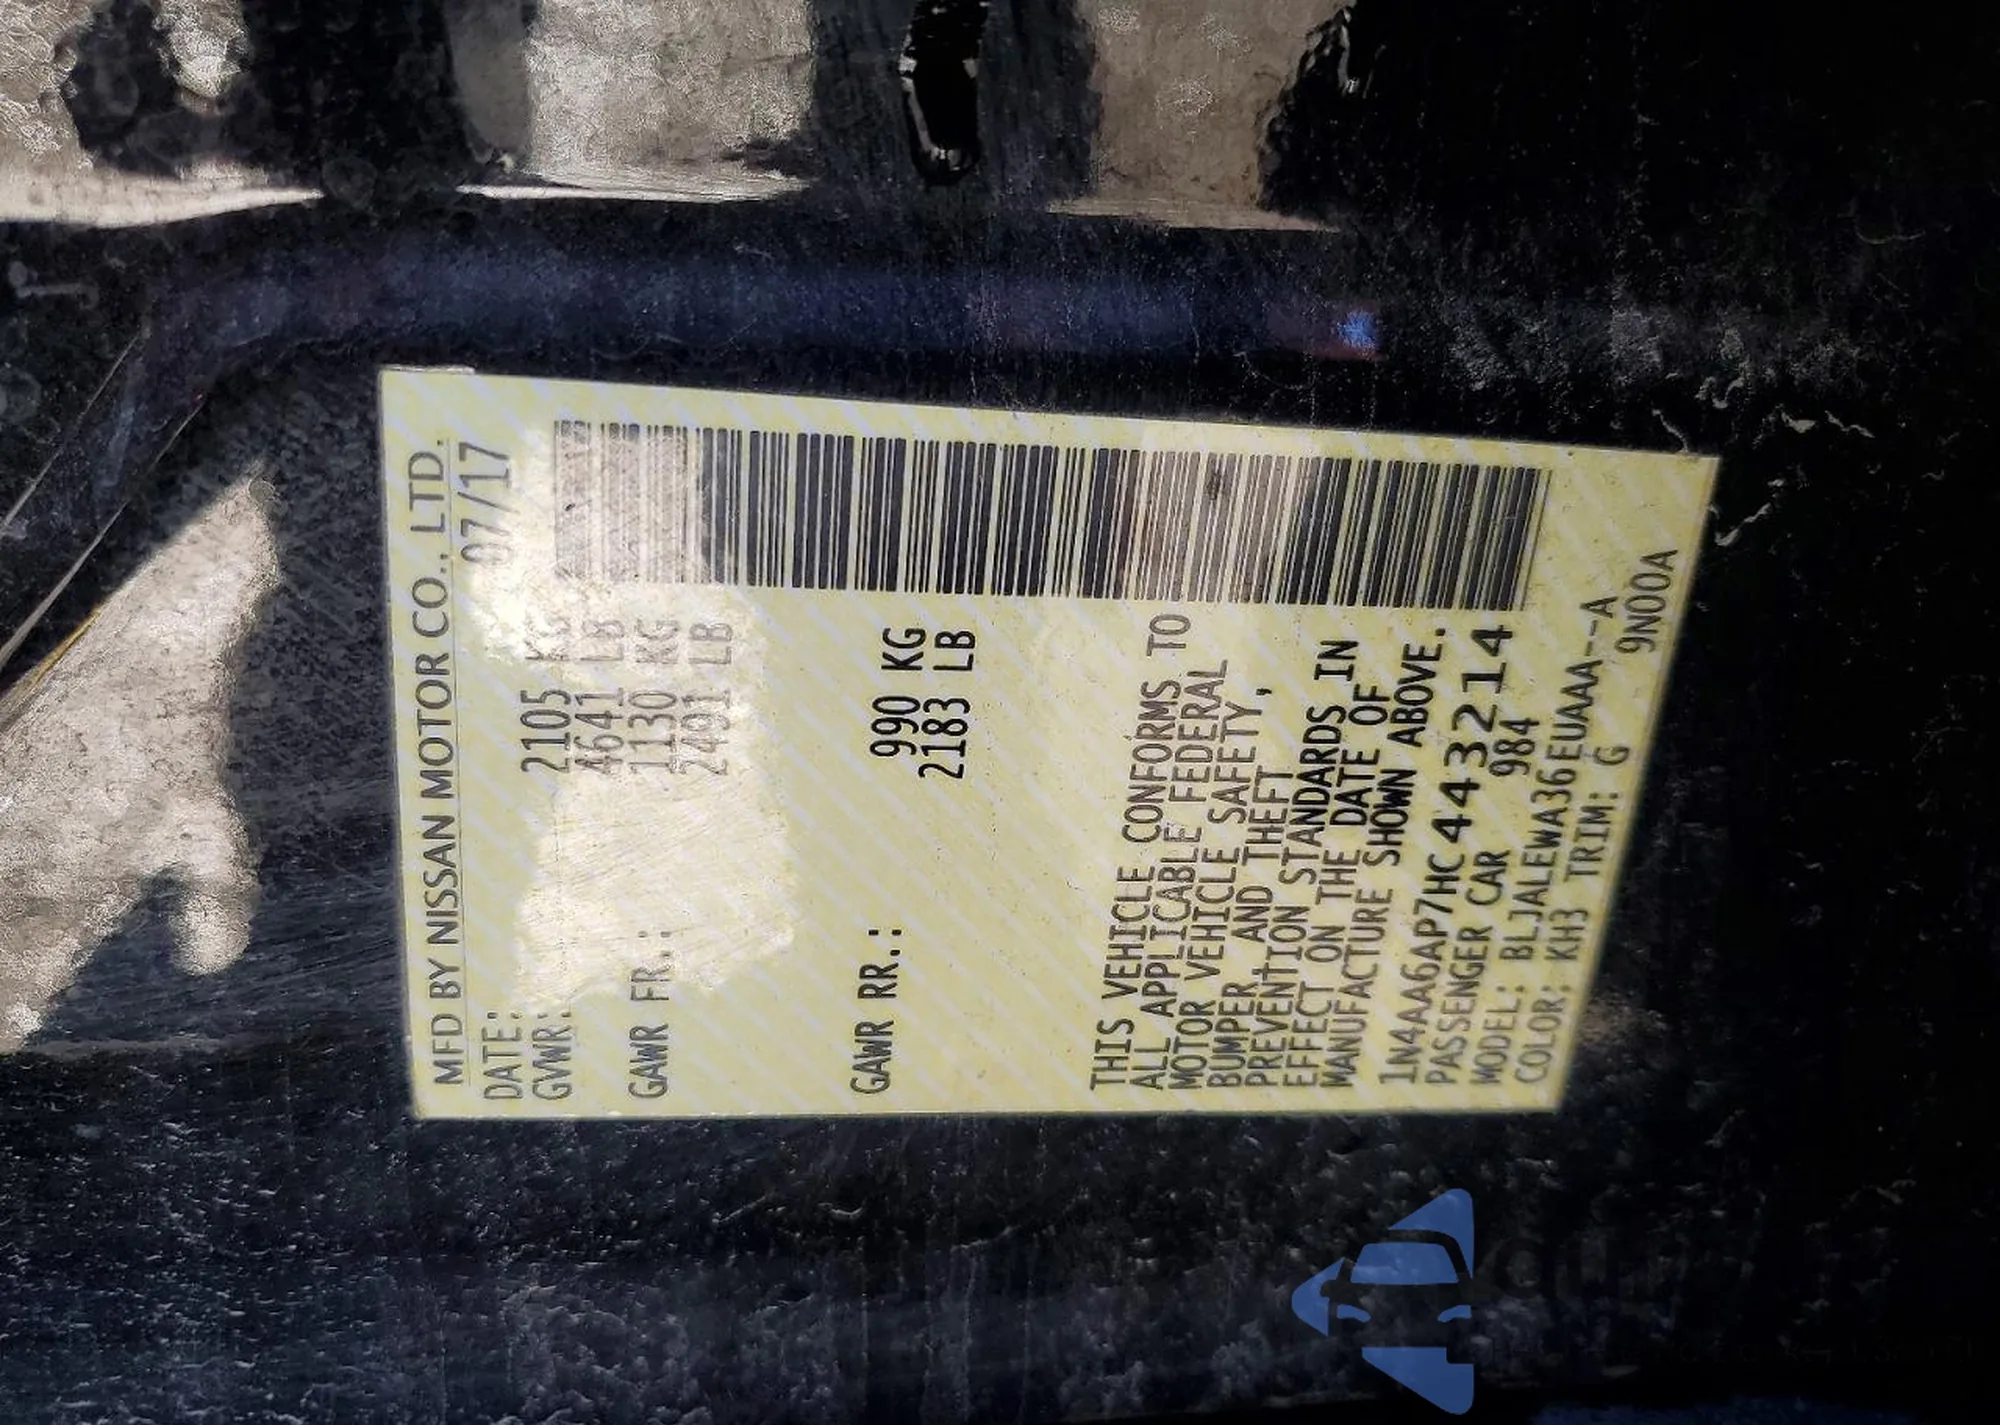 MFD BY NISSAN MOTOR CO., LTD.
DATE: 07/17
GVWR: 2105 KG
4641 LB
GAWR FR.: 1130 KG
2491 LB
GAWR RR.: 990 KG
2183 LB
THIS VEHICLE CONFORMS TO
ALL APPLICABLE FEDERAL
MOTOR VEHICLE SAFETY,
BUMPER AND THEFT
PREVENTION STANDARDS IN
EFFECT ON THE DATE OF
MANUFACTURE SHOWN ABOVE.
1N4AA6AP7HC443214
PASSENGER CAR 984
MODEL: BLJALEWA36EUAAA--A
COLOR: KH3 TRIM: G 9N00A